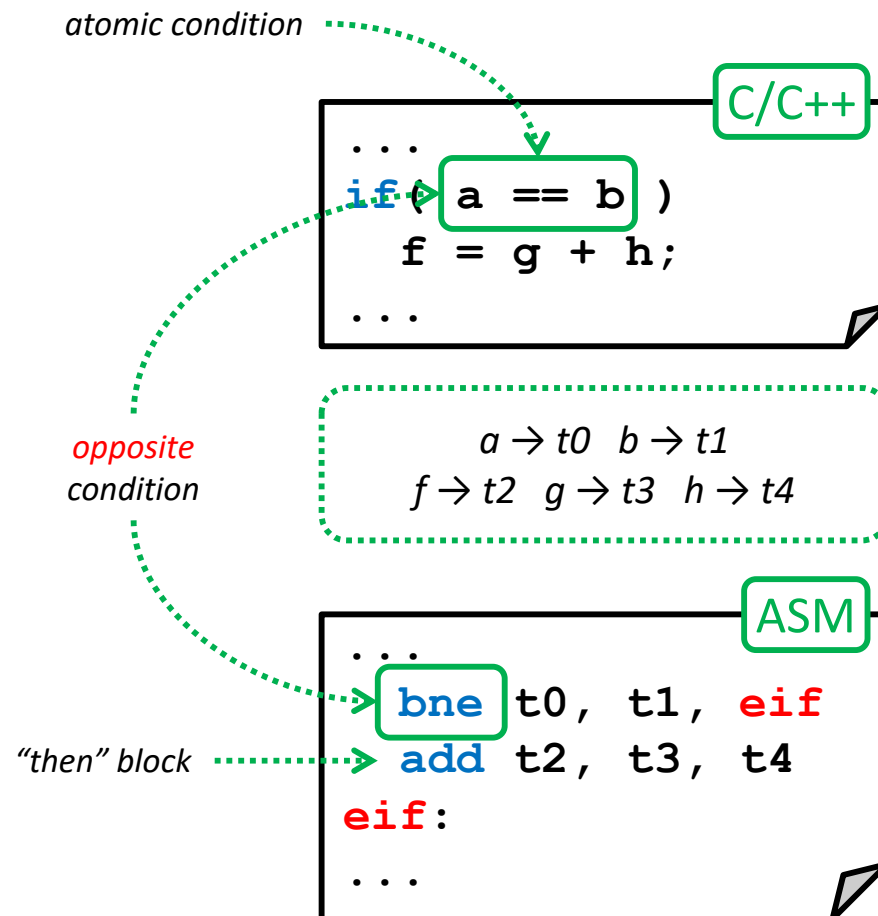 atomic condition
C/C++
...
if( a == b )
f = g + h;
...
opposite
condition
a → t0 b → t1
f → t2 g → t3 h → t4
ASM
...
bne t0, t1, eif
“then” block
add t2, t3, t4
eif:
...